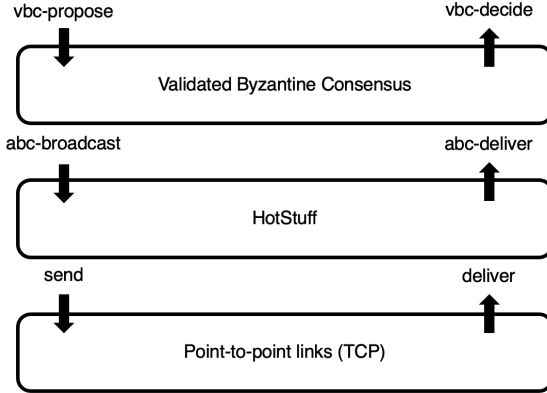 vbc-propose
vbc-decide
Validated Byzantine Consensus
abc-broadcast
abc-deliver
HotStuff
send
deliver
Point-to-point links (TCP)